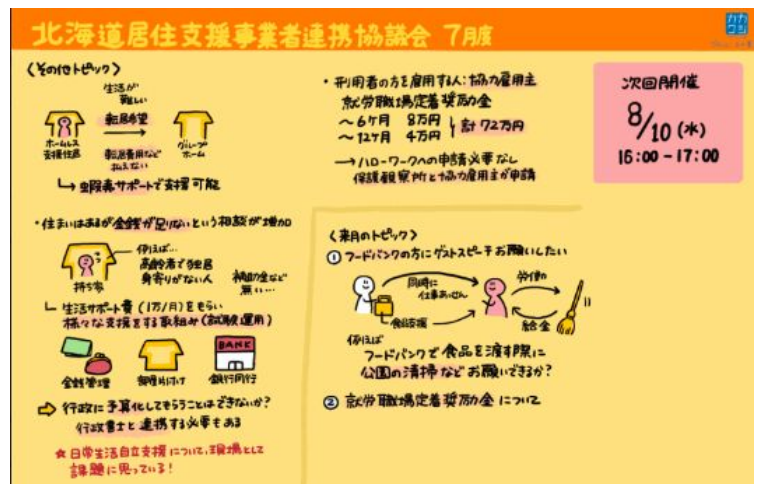 北海道居住支援事業者連携協議会 7月度
カカワシ
〈その他トピック〉
生活が
難しい
転居希望
ホームレス
支援住居
転居費用など
払えない
グループ
ホーム
サポートで支援可能
・住まいはあるが金銭が足りないという相談が増加
例えば…
高齢者で独居
身寄りがない人
補助金など
無い…
持ち家
生活サポート費(1万/月)をもらい
様々な支援をする取組み(試験運用)
BANK
金銭管理
部屋片付け
銀行同行
⇨ 行政に予算化してもらうことはできないか?
行政書士と連携する必要もある
★日常生活自立支援について、現場として
課題に思っている!
・刑用者の方を雇用する人:協力雇用主
就労職場定着奨励金
〜6ヶ月 8万円
〜12ヶ月 4万円
計72万円
→ハローワークへの申請必要なし
保護観察所と協力雇用主が申請
次回開催
8/10(水)
16:00-17:00
〈来月のトピック〉
① フードバンクの方にゲストスピーチお願いしたい
同時に
仕事あっせん
労働力
食品支援
給金
例えば
フードバンクで食品を渡す際に
公園の清掃などお願いできるか?
② 就労職場定着奨励金について